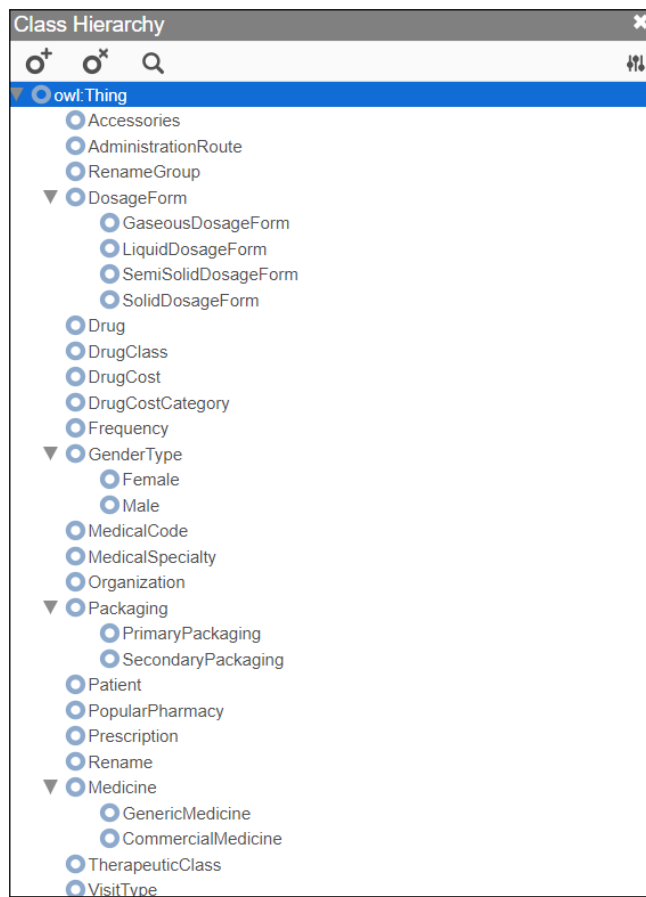 Class Hierarchy
owl:Thing
Accessories
AdministrationRoute
RenameGroup
DosageForm
GaseousDosageForm
LiquidDosageForm
SemiSolidDosageForm
SolidDosageForm
Drug
DrugClass
DrugCost
DrugCostCategory
Frequency
GenderType
Female
Male
MedicalCode
MedicalSpecialty
Organization
Packaging
PrimaryPackaging
SecondaryPackaging
Patient
PopularPharmacy
Prescription
Rename
Medicine
GenericMedicine
CommercialMedicine
TherapeuticClass
VisitType